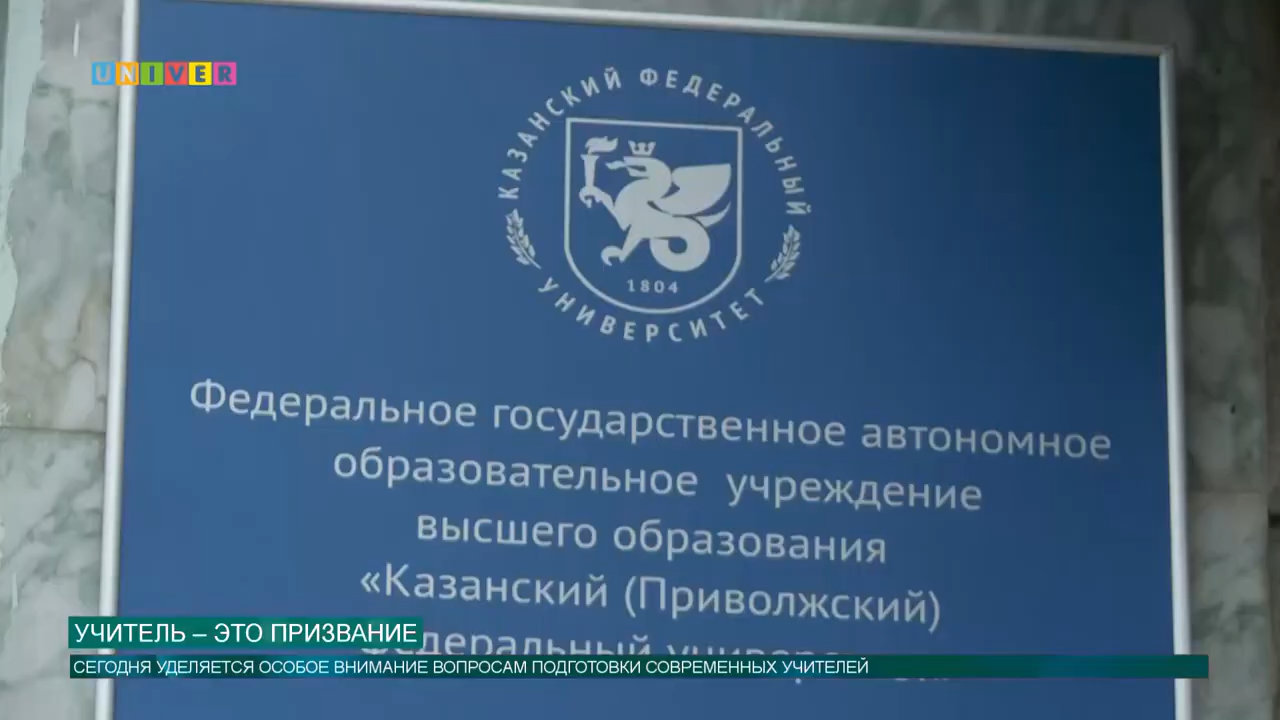 UNIVER
КАЗАНСКИЙ ФЕДЕРАЛЬНЫЙ
УНИВЕРСИТЕТ
1804
Федеральное государственное автономное
образовательное учреждение
высшего образования
«Казанский (Приволжский)
УЧИТЕЛЬ – ЭТО ПРИЗВАНИЕ
СЕГОДНЯ УДЕЛЯЕТСЯ ОСОБОЕ ВНИМАНИЕ ВОПРОСАМ ПОДГОТОВКИ СОВРЕМЕННЫХ УЧИТЕЛЕЙ